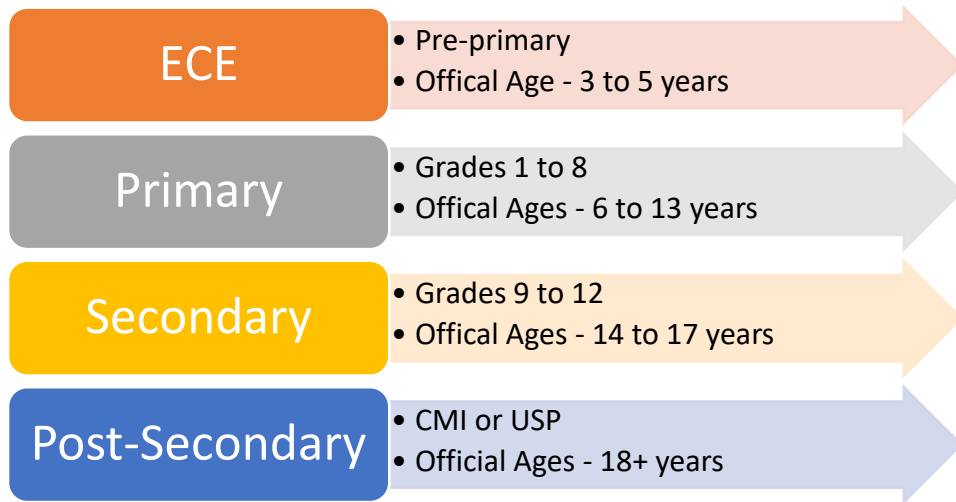 ECE
• Pre-primary
• Offical Age - 3 to 5 years
Primary
• Grades 1 to 8
• Offical Ages - 6 to 13 years
Secondary
• Grades 9 to 12
• Offical Ages - 14 to 17 years
Post-Secondary
• CMI or USP
• Official Ages - 18+ years